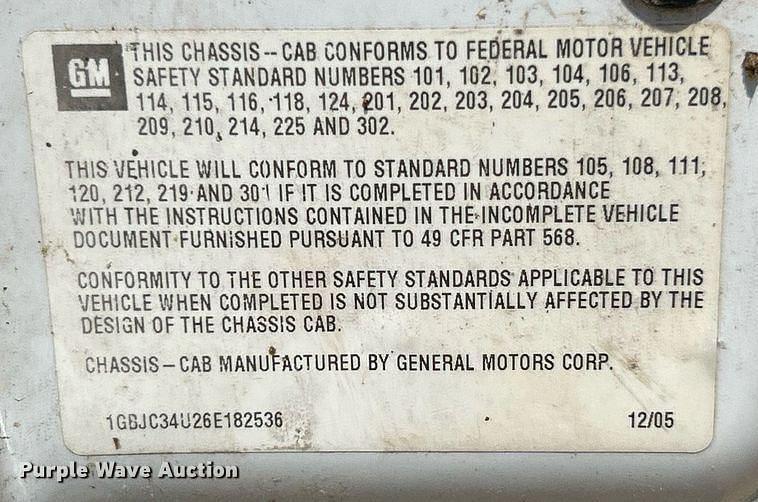 GM
THIS CHASSIS-CAB CONFORMS TO FEDERAL MOTOR VEHICLE
SAFETY STANDARD NUMBERS 101, 102, 103, 104, 106, 113,
114, 115, 116, 118, 124, 201, 202, 203, 204, 205, 206, 207, 208,
209, 210, 214, 225 AND 302.
THIS VEHICLE WILL CONFORM TO STANDARD NUMBERS 105, 108, 111,
120, 212, 219 AND 301 IF IT IS COMPLETED IN ACCORDANCE
WITH THE INSTRUCTIONS CONTAINED IN THE INCOMPLETE VEHICLE
DOCUMENT FURNISHED PURSUANT TO 49 CFR PART 568.
CONFORMITY TO THE OTHER SAFETY STANDARDS APPLICABLE TO THIS
VEHICLE WHEN COMPLETED IS NOT SUBSTANTIALLY AFFECTED BY THE
DESIGN OF THE CHASSIS CAB.
CHASSIS-CAB MANUFACTURED BY GENERAL MOTORS CORP.
1GBJC34U26E182536 12/05
Purple Wave Auction